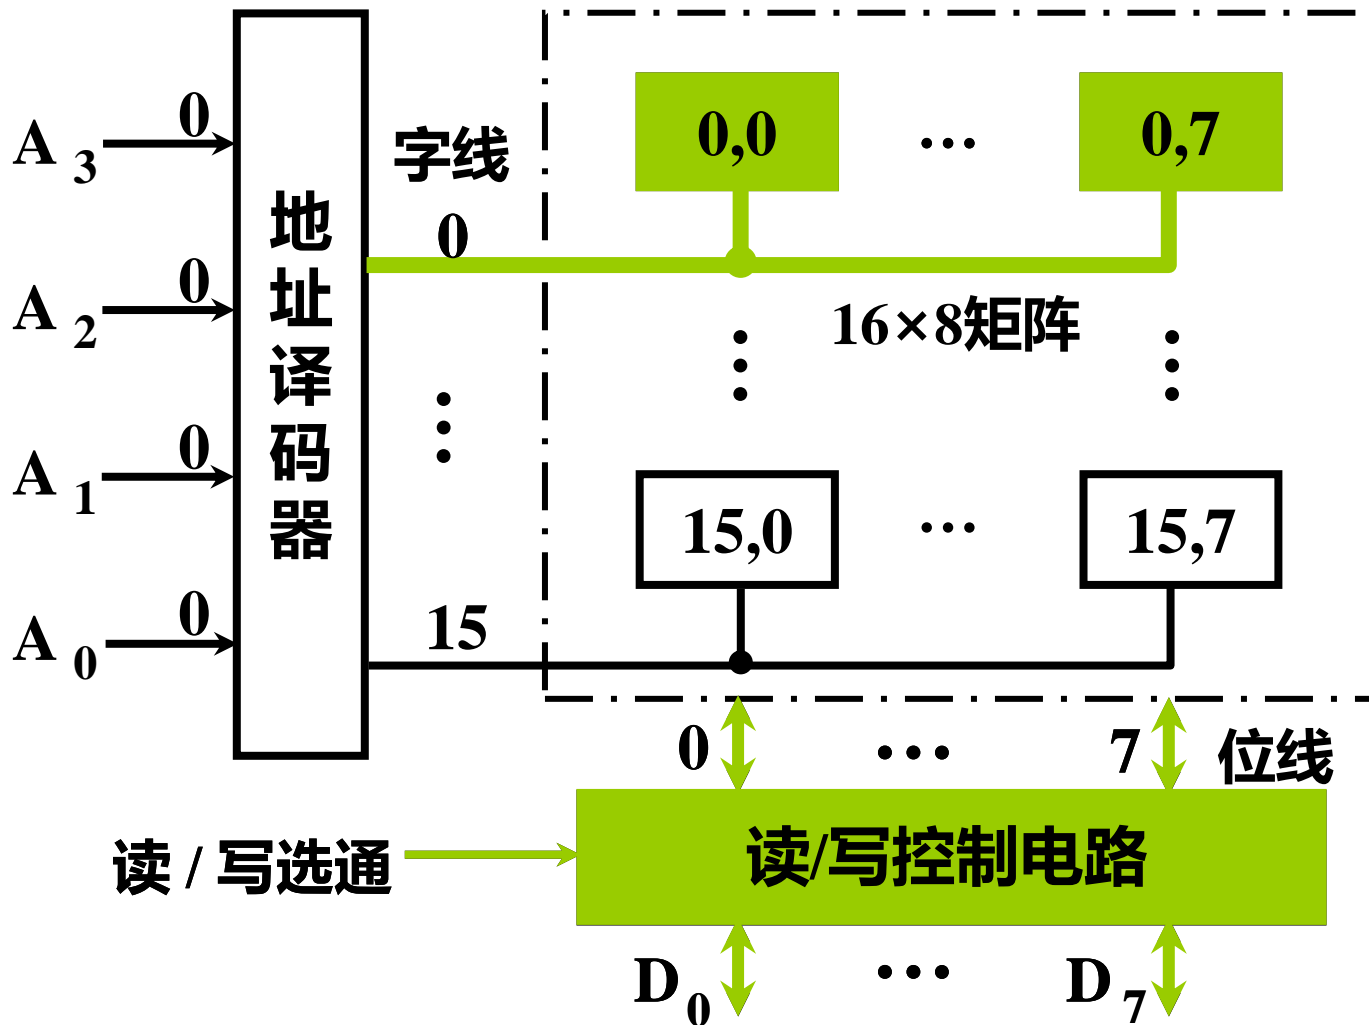 A3 0
A2 0
A1 0
A0 0
地址译码器
字线
0
⋮
15
0,0 … 0,7
16×8矩阵
⋮ ⋮
15,0 … 15,7
0 … 7 位线
读 / 写选通
读/写控制电路
D0 … D7